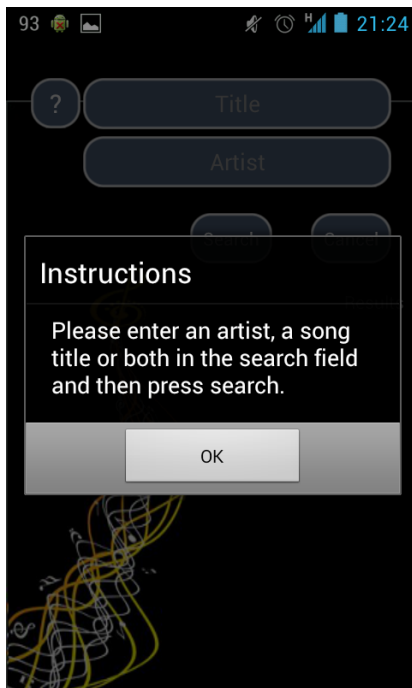 93 H 21:24
? Title
Artist
Search Cancel
Instructions
Please enter an artist, a song
title or both in the search field
and then press search.
OK